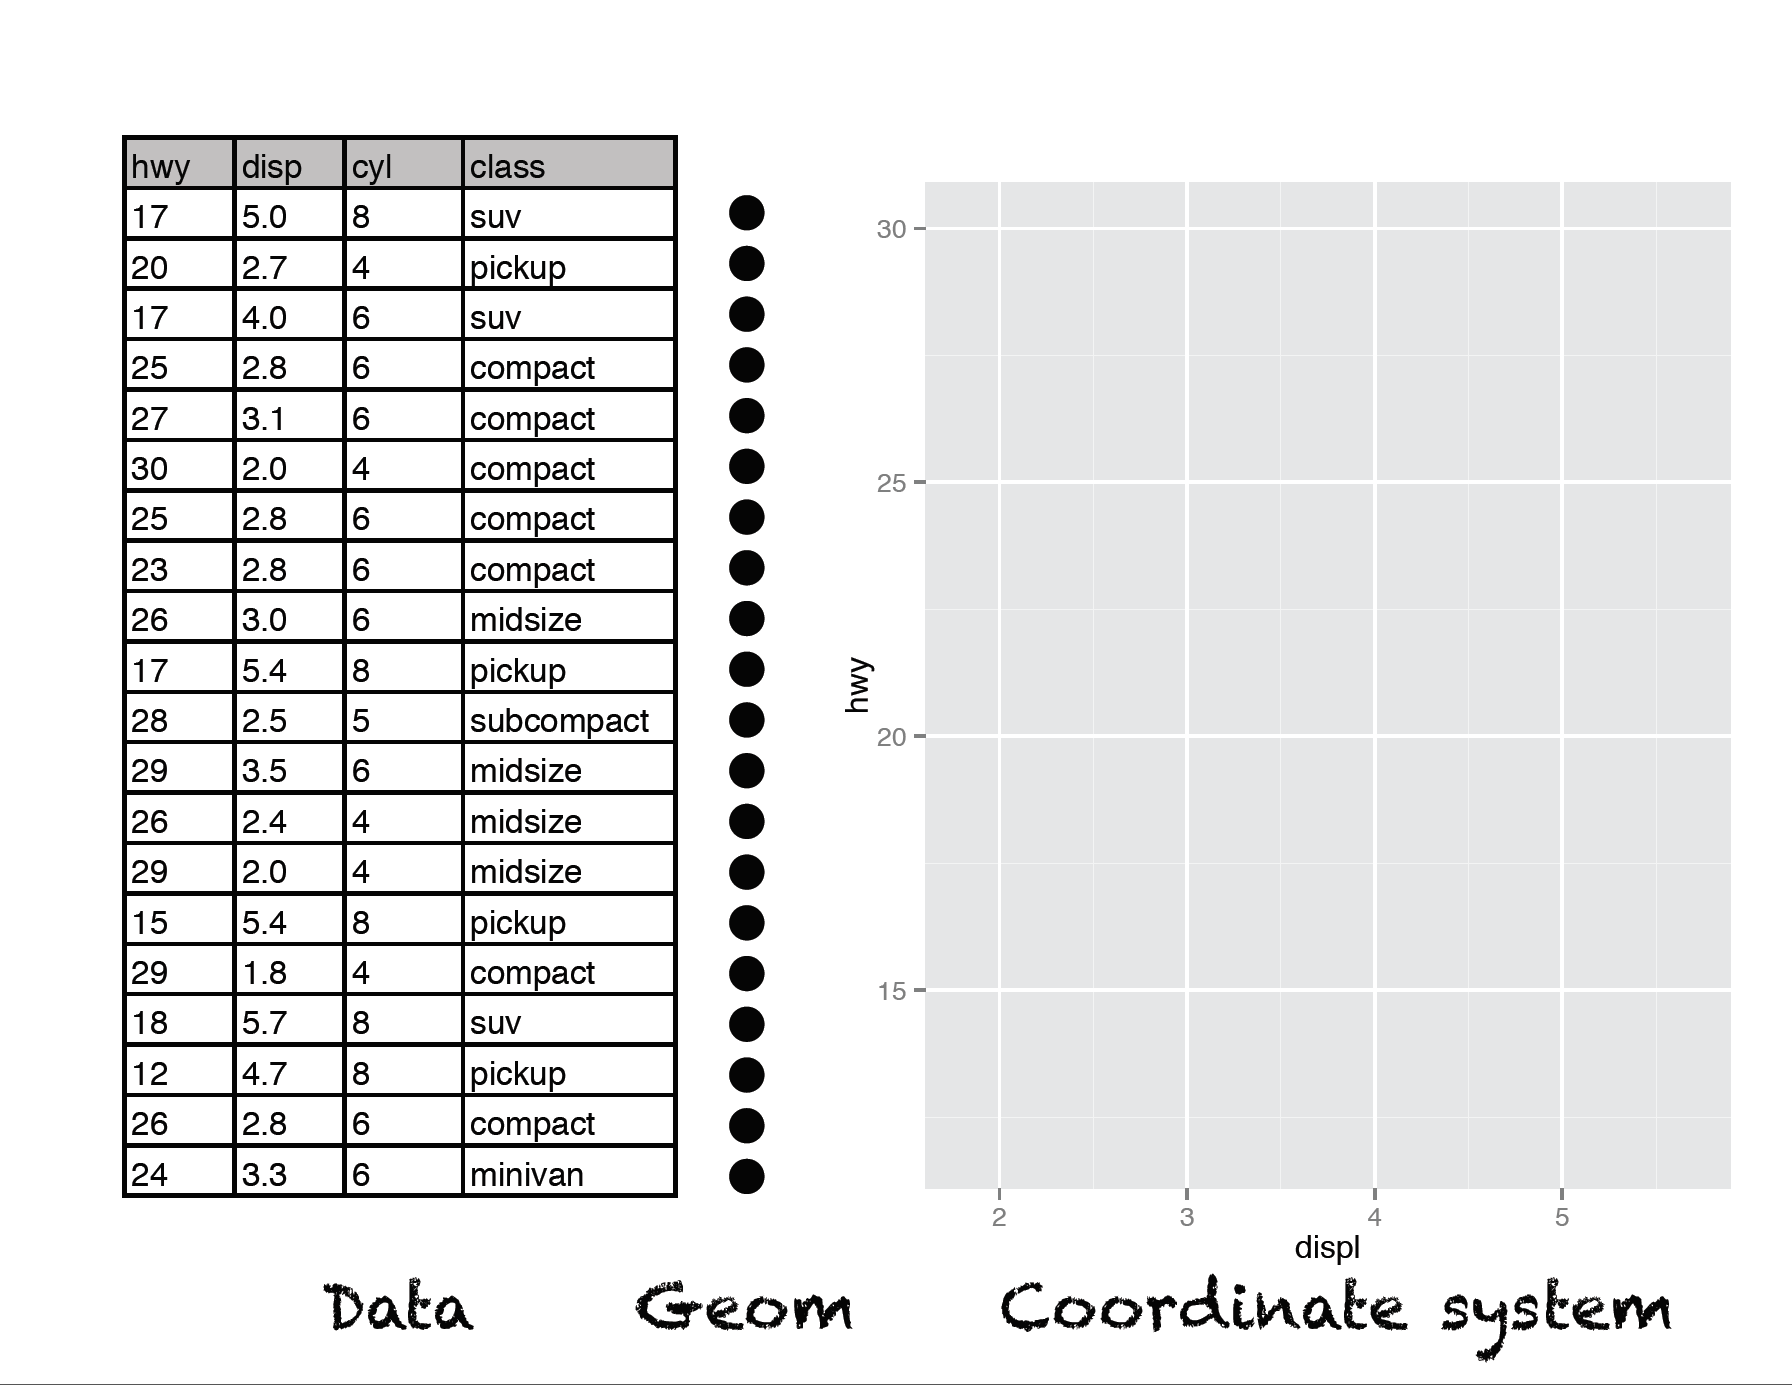 hwy disp cyl class
17 5.0 8 suv
20 2.7 4 pickup
17 4.0 6 suv
25 2.8 6 compact
27 3.1 6 compact
30 2.0 4 compact
25 2.8 6 compact
23 2.8 6 compact
26 3.0 6 midsize
17 5.4 8 pickup
28 2.5 5 subcompact
29 3.5 6 midsize
26 2.4 4 midsize
29 2.0 4 midsize
15 5.4 8 pickup
29 1.8 4 compact
18 5.7 8 suv
12 4.7 8 pickup
26 2.8 6 compact
24 3.3 6 minivan
30
25
20
15
hwy
2 3 4 5
displ
Data Geom Coordinate system